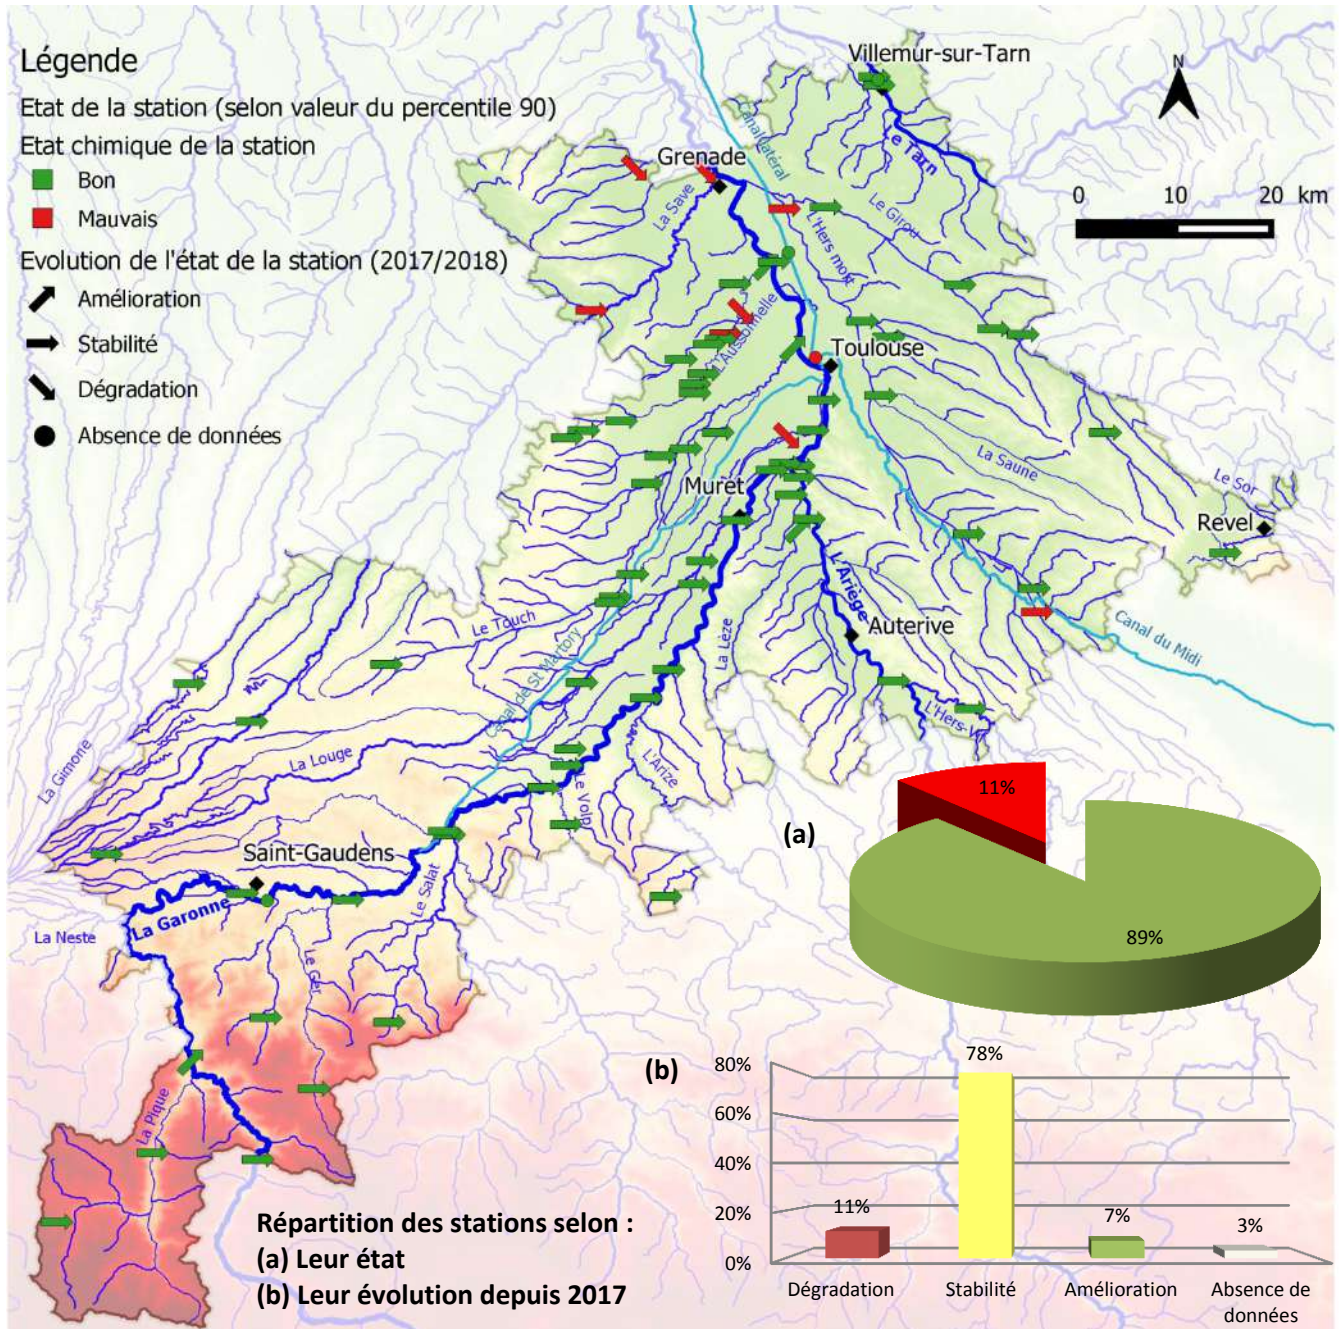 Légende
Etat de la station (selon valeur du percentile 90)
Etat chimique de la station
Bon
Mauvais
Evolution de l'état de la station (2017/2018)
Amélioration
Stabilité
Dégradation
Absence de données
Villemur-sur-Tarn
N
Canal latéral
Le Tarn
Grenade
0 10 20 km
La Save
Le Girou
L'Hers mort
L'Aussonnelle
Toulouse
La Saune
Le Sor
Muret
Revel
L'Ariège
Le Touch
Auterive
Canal du Midi
La Lèze
Canal de St Martory
L'Hers-Vif
La Louge
La Gimone
L'Arize
Le Volp
11%
(a)
Saint-Gaudens
Le Salat
La Garonne
La Neste
89%
Le Ger
(b)
78%
80%
60%
40%
20%
0%
La Pique
11%
7%
3%
Répartition des stations selon :
(a) Leur état
(b) Leur évolution depuis 2017
Dégradation
Stabilité
Amélioration
Absence de
données